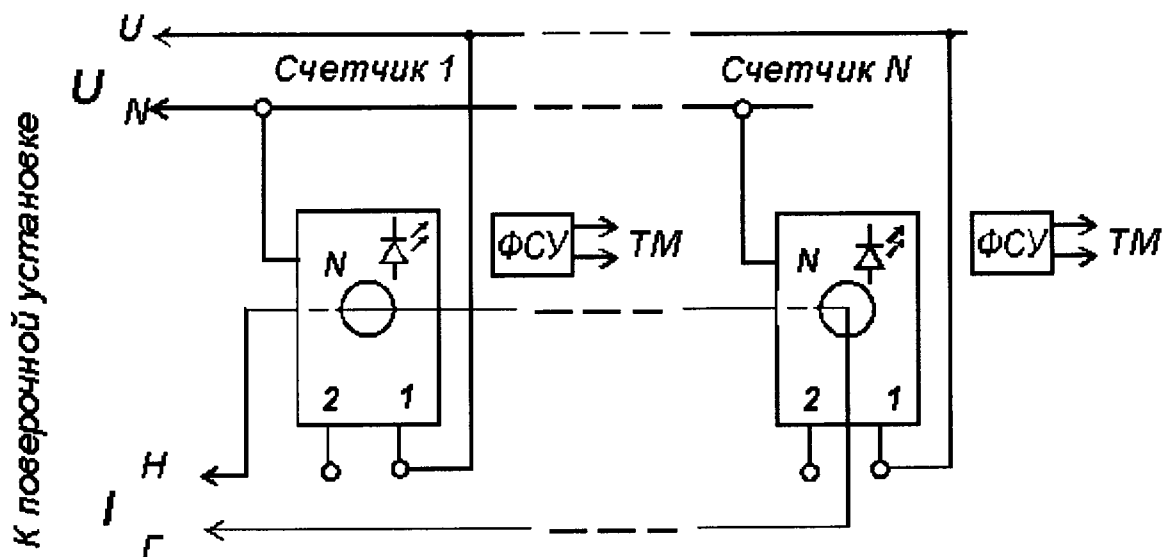 U
Счетчик 1
Счетчик N
U
N
К поверочной установке
ФСУ
ТМ
ФСУ
ТМ
N
N
2
1
2
1
Н
I
Г